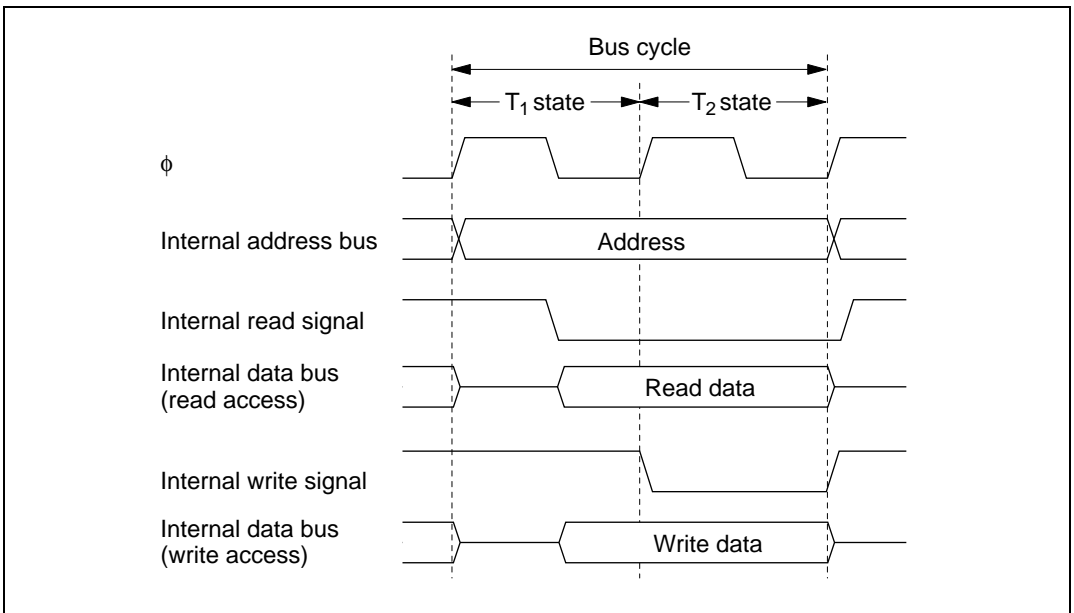 Bus cycle
T₁ state
T₂ state
ϕ
Internal address bus
Address
Internal read signal
Internal data bus
(read access)
Read data
Internal write signal
Internal data bus
(write access)
Write data